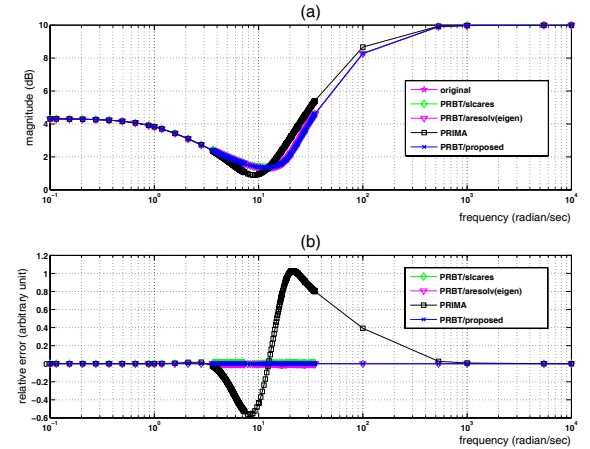 (a)
10
8
6
4
2
0
magnitude (dB)
original
PRBT/slcares
PRBT/aresolv(eigen)
PRIMA
PRBT/proposed
10^-1
10^0
10^1
10^2
10^3
10^4
frequency (radian/sec)
(b)
1.2
1
0.8
0.6
0.4
0.2
0
-0.2
-0.4
-0.6
relative error (arbitrary unit)
PRBT/slcares
PRBT/aresolv(eigen)
PRIMA
PRBT/proposed
10^-1
10^0
10^1
10^2
10^3
10^4
frequency (radian/sec)